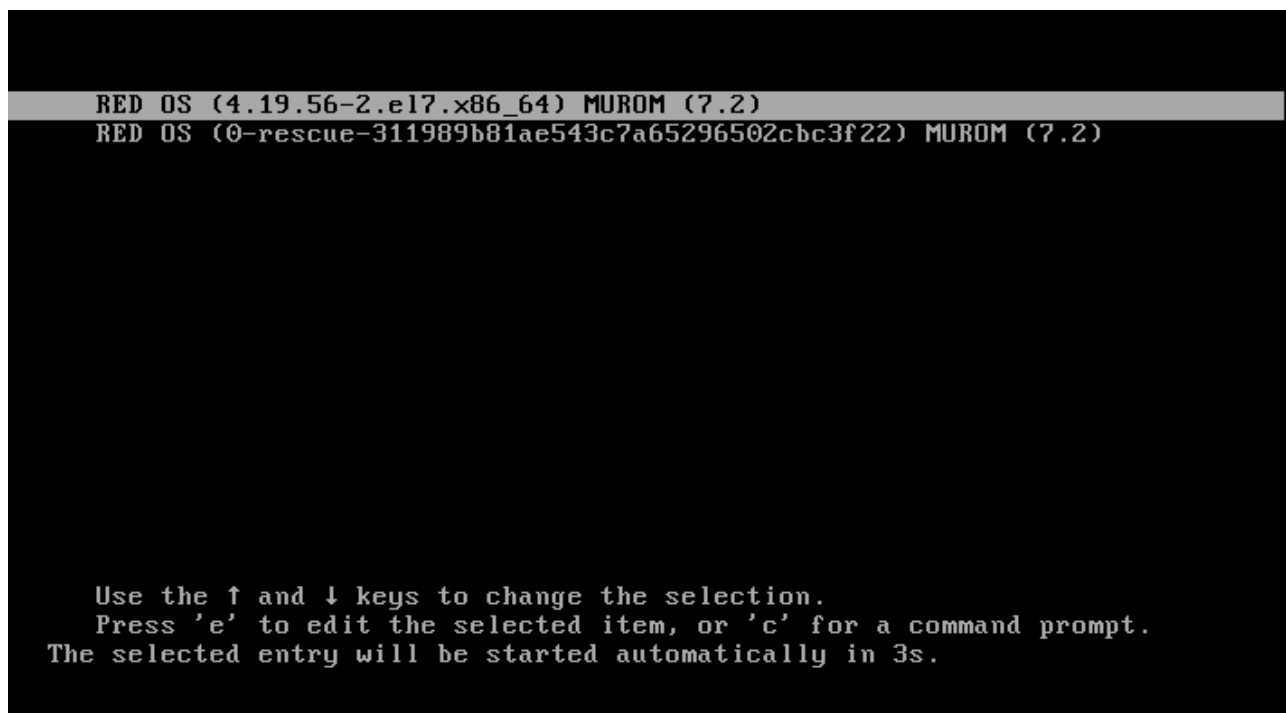 RED OS (4.19.56-2.el7.x86_64) MUROM (7.2)
RED OS (0-rescue-311989b81ae543c7a65296502cbc3f22) MUROM (7.2)
Use the ↑ and ↓ keys to change the selection.
Press 'e' to edit the selected item, or 'c' for a command prompt.
The selected entry will be started automatically in 3s.